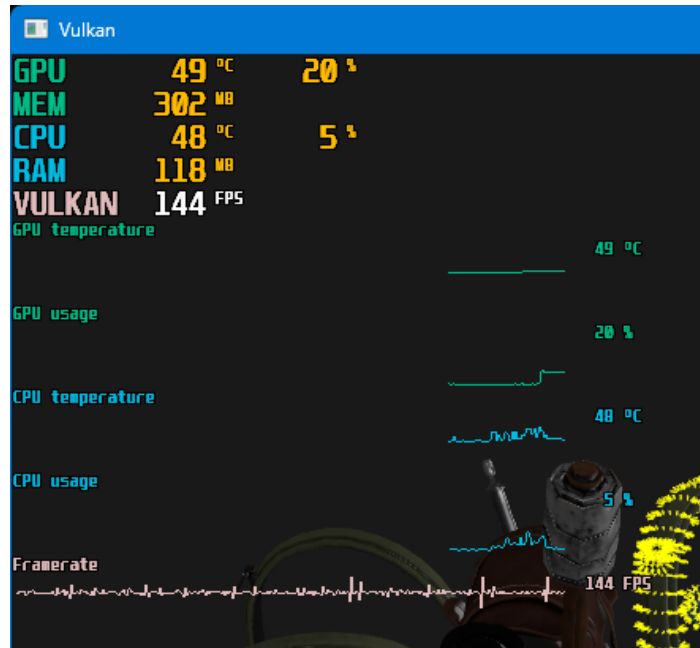 Vulkan
GPU 49 °C 20 %
MEM 302 MB
CPU 48 °C 5 %
RAM 118 MB
VULKAN 144 FPS
GPU temperature
49 °C
GPU usage
20 %
CPU temperature
48 °C
CPU usage
5 %
Framerate
144 FPS